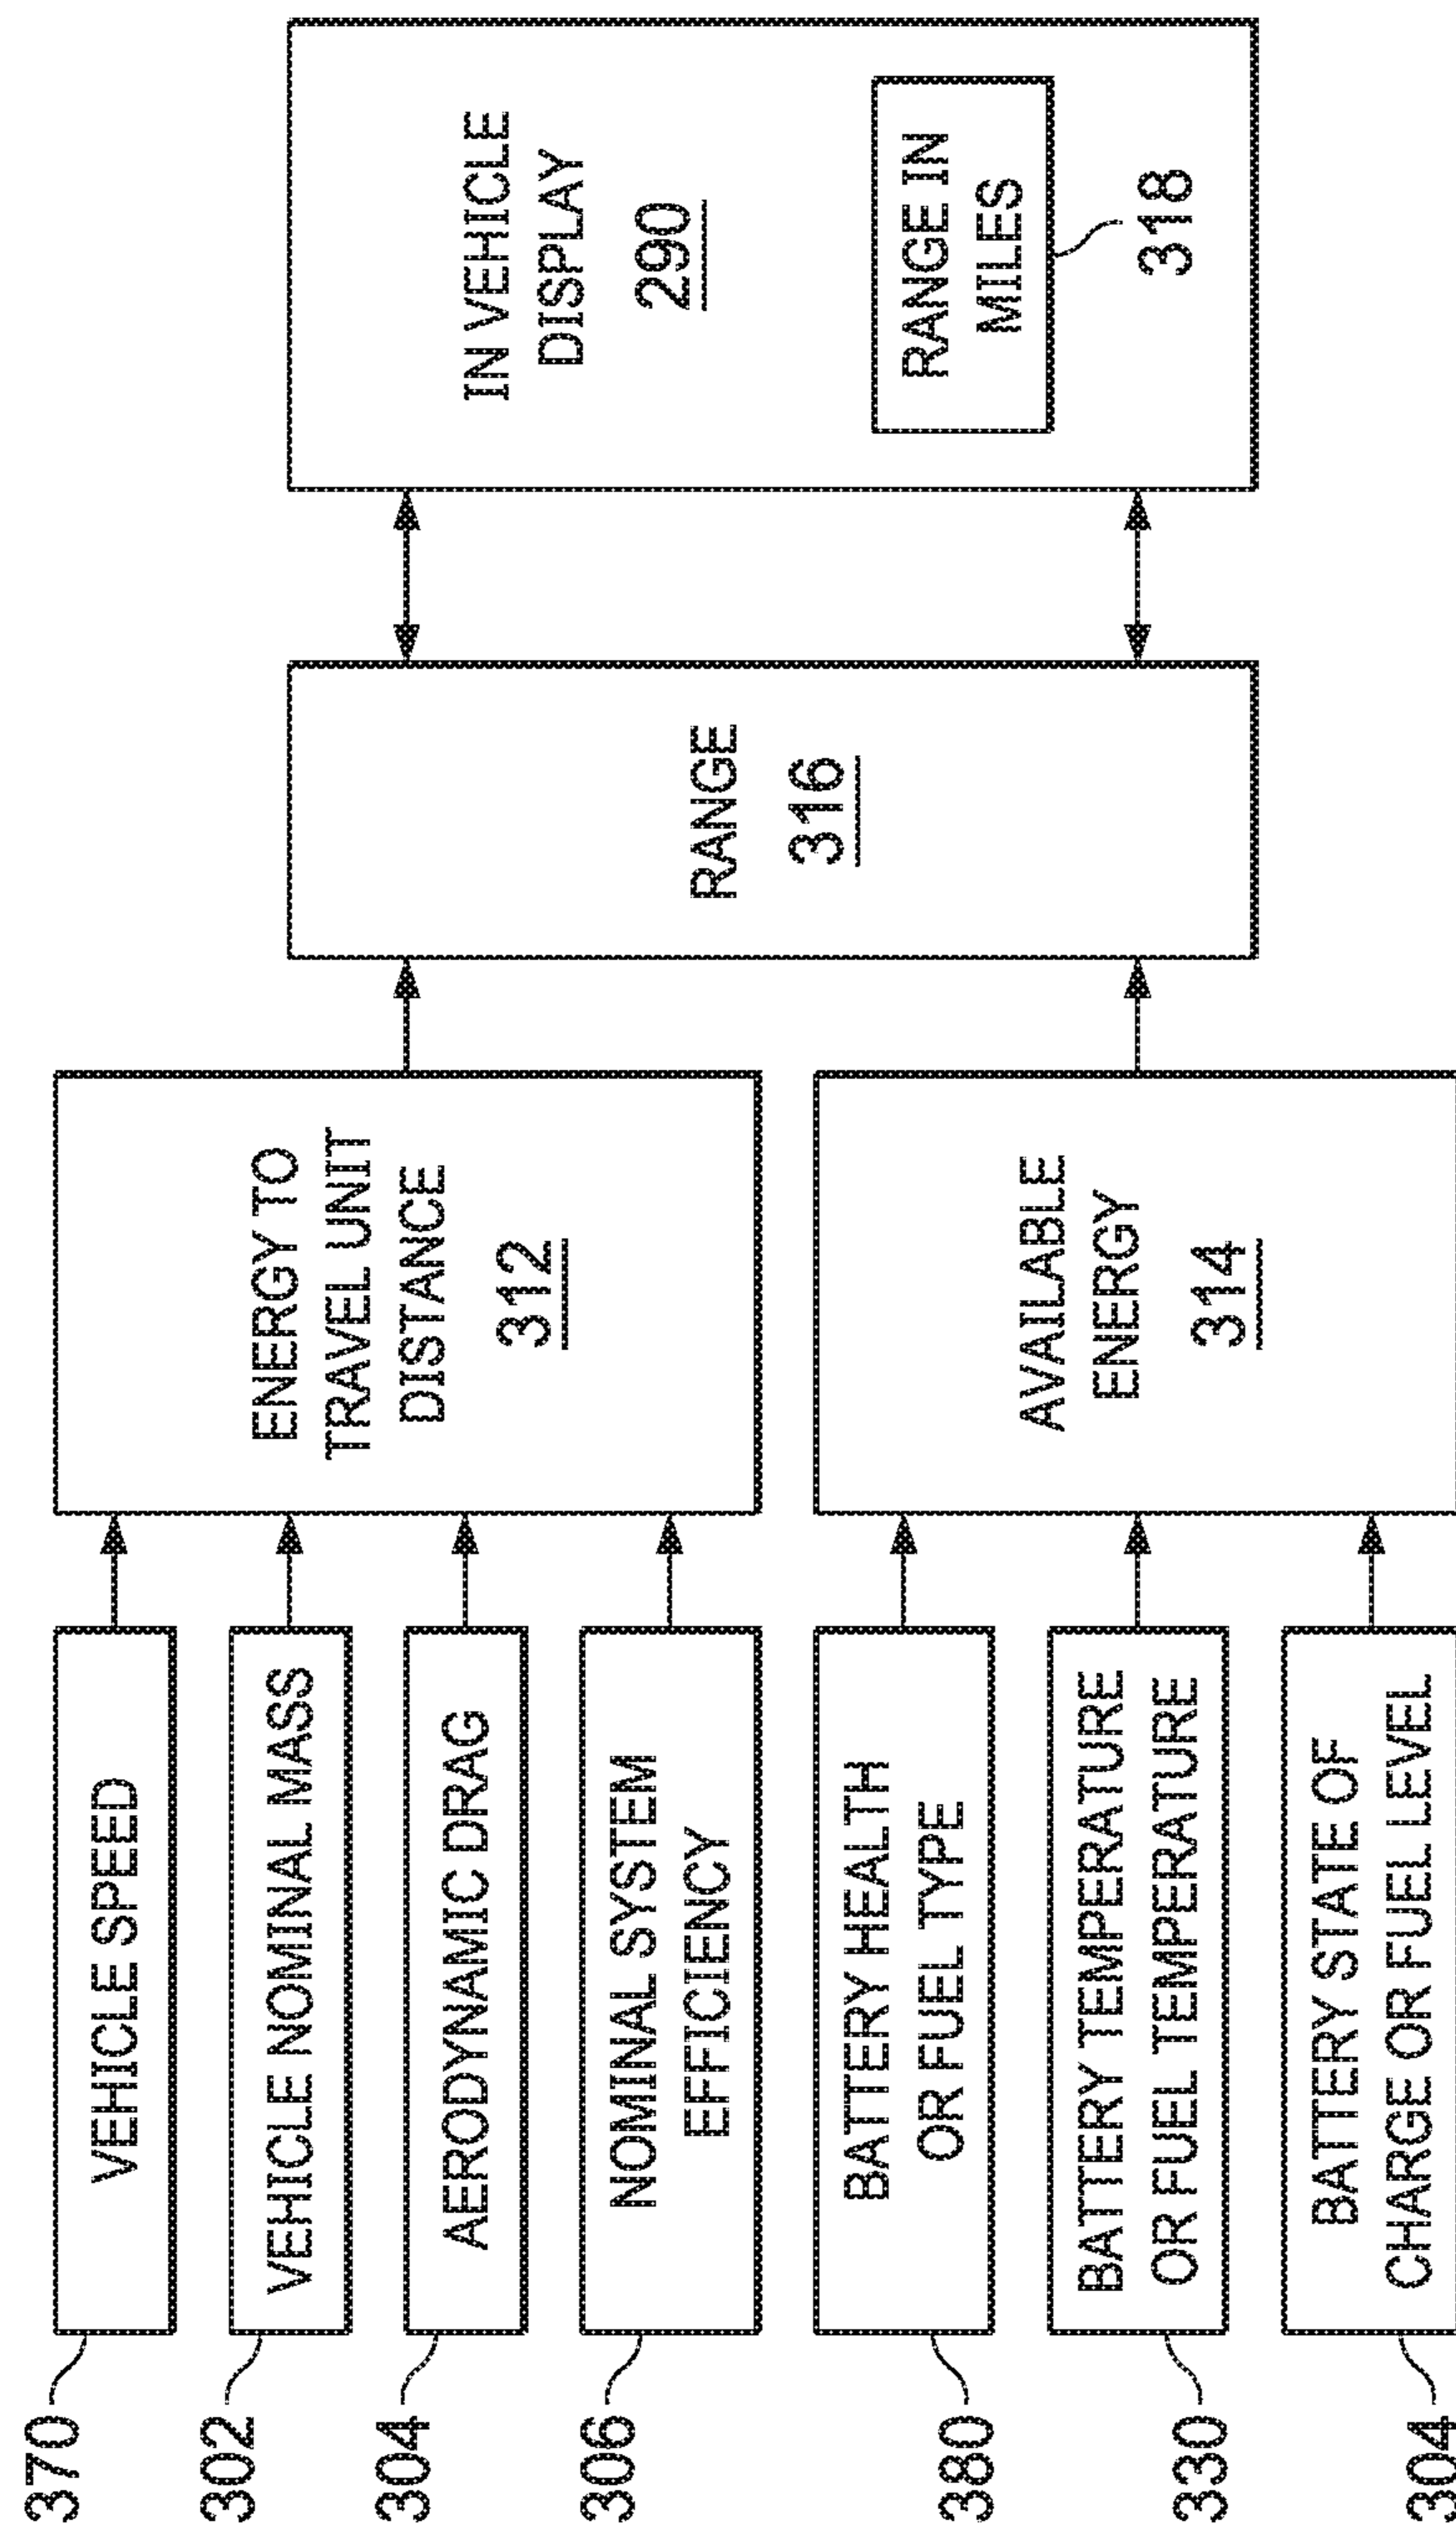 370
VEHICLE SPEED
302
VEHICLE NOMINAL MASS
304
AERODYNAMIC DRAG
306
NOMINAL SYSTEM
EFFICIENCY
380
BATTERY HEALTH
OR FUEL TYPE
330
BATTERY TEMPERATURE
OR FUEL TEMPERATURE
304
BATTERY STATE OF
CHARGE OR FUEL LEVEL
ENERGY TO
TRAVEL UNIT
DISTANCE
312
AVAILABLE
ENERGY
314
RANGE
316
IN VEHICLE
DISPLAY
290
RANGE IN
MILES
318